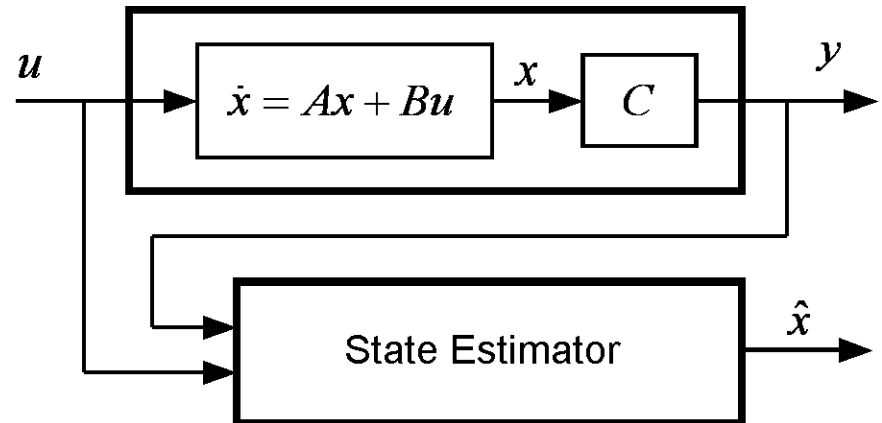 u
ẋ = Ax + Bu
x
C
y
State Estimator
x̂